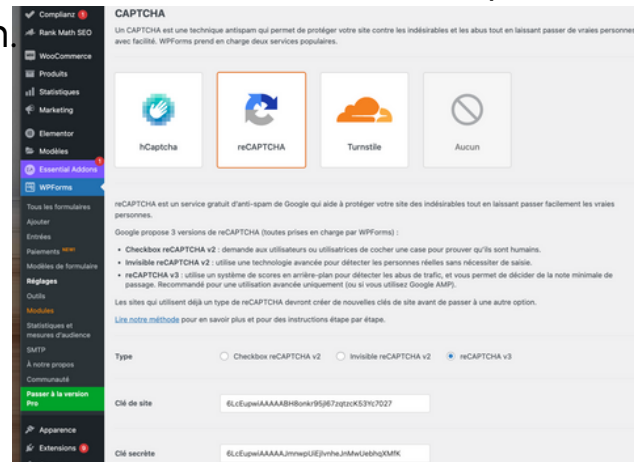 n.
Complianz 1
Rank Math SEO
WooCommerce
Produits
Statistiques
Marketing
Elementor
Modèles
Essential Addons 1
WPForms
Tous les formulaires
Ajouter
Entrées
Paiements NEW!
Modèles de formulaire
Réglages
Outils
Modules
Statistiques et
mesures d'audience
SMTP
À notre propos
Communauté
Passer à la version
Pro
Apparence
Extensions 9
CAPTCHA
Un CAPTCHA est une technique antispam qui permet de protéger votre site contre les indésirables et les abus tout en laissant passer de vraies personnes
avec facilité. WPForms prend en charge deux services populaires.
hCaptcha
reCAPTCHA
Turnstile
Aucun
reCAPTCHA est un service gratuit d'anti-spam de Google qui aide à protéger votre site des indésirables tout en laissant passer facilement les vraies
personnes.
Google propose 3 versions de reCAPTCHA (toutes prises en charge par WPForms) :
• Checkbox reCAPTCHA v2 : demande aux utilisateurs ou utilisatrices de cocher une case pour prouver qu'ils sont humains.
• Invisible reCAPTCHA v2 : utilise une technologie avancée pour détecter les personnes réelles sans nécessiter de saisie.
• reCAPTCHA v3 : utilise un système de scores en arrière-plan pour détecter les abus de trafic, et vous permet de décider de la note minimale de
passage. Recommandé pour une utilisation avancée uniquement (ou si vous utilisez Google AMP).
Les sites qui utilisent déjà un type de reCAPTCHA devront créer de nouvelles clés de site avant de passer à une autre option.
Lire notre méthode pour en savoir plus et pour des instructions étape par étape.
Type
Checkbox reCAPTCHA v2
Invisible reCAPTCHA v2
reCAPTCHA v3
Clé de site
Clé secrète